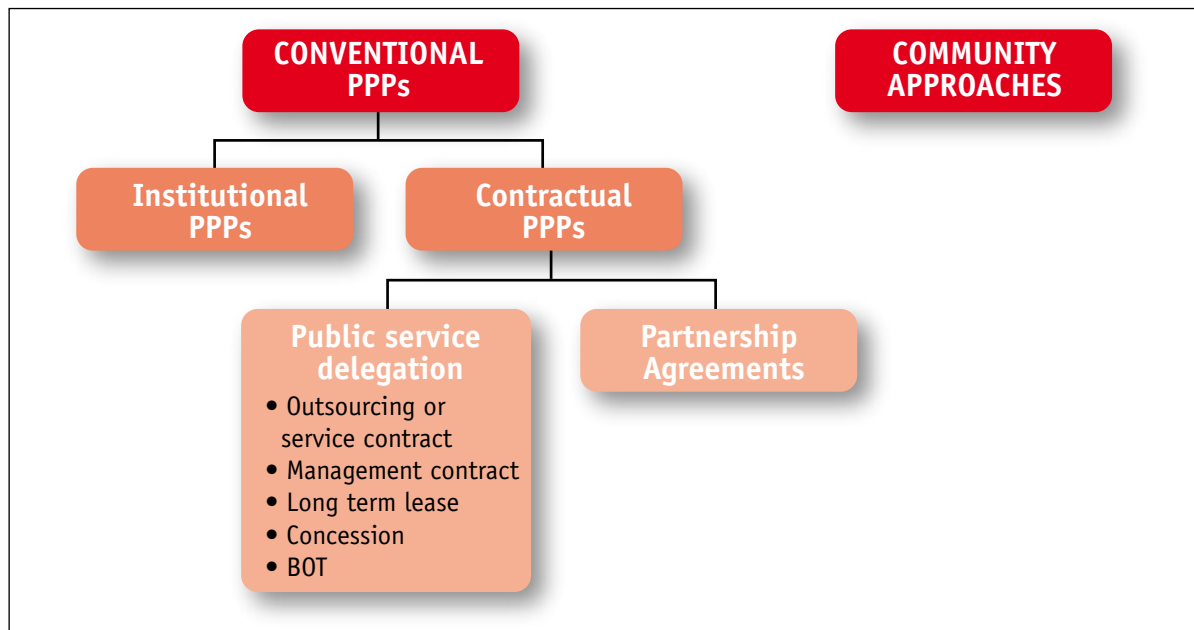 CONVENTIONAL
PPPs
COMMUNITY
APPROACHES
Institutional
PPPs
Contractual
PPPs
Public service
delegation
• Outsourcing or
service contract
• Management contract
• Long term lease
• Concession
• BOT
Partnership
Agreements